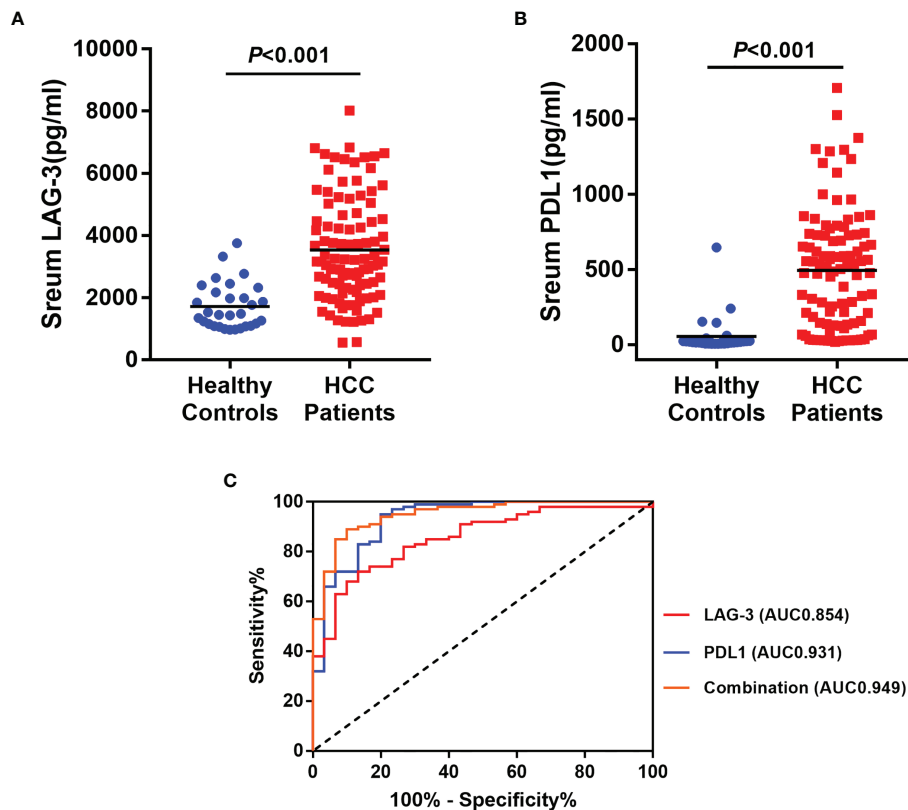 A
P<0.001
Sreum LAG-3(pg/ml)
10000
8000
6000
4000
2000
0
Healthy Controls
HCC Patients
B
P<0.001
Sreum PDL1(pg/ml)
2000
1500
1000
500
0
Healthy Controls
HCC Patients
C
Sensitivity%
100
80
60
40
20
0
0 20 40 60 80 100
100% - Specificity%
LAG-3 (AUC0.854)
PDL1 (AUC0.931)
Combination (AUC0.949)